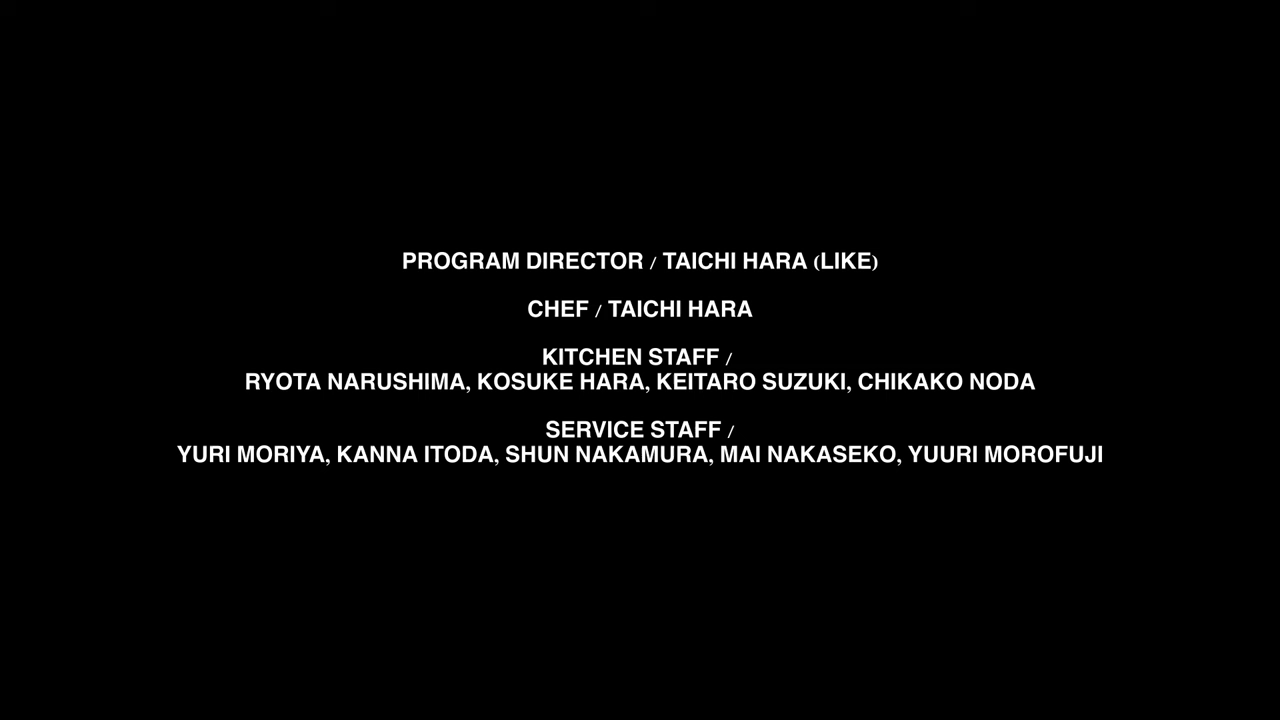 PROGRAM DIRECTOR / TAICHI HARA (LIKE)
CHEF / TAICHI HARA
KITCHEN STAFF /
RYOTA NARUSHIMA, KOSUKE HARA, KEITARO SUZUKI, CHIKAKO NODA
SERVICE STAFF /
YURI MORIYA, KANNA ITODA, SHUN NAKAMURA, MAI NAKASEKO, YUURI MOROFUJI